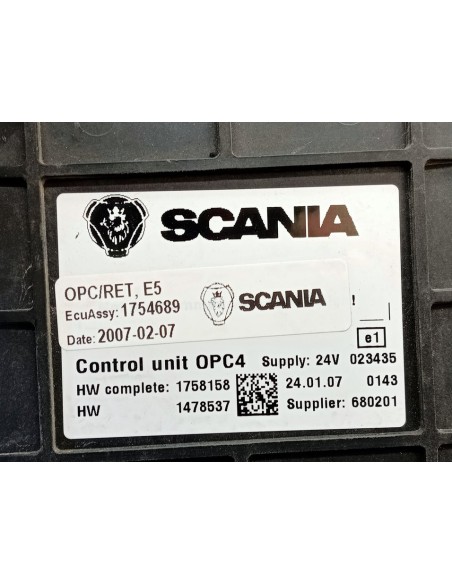 SCANIA
OPC/RET, E5
EcuAssy: 1754689
Date: 2007-02-07
SCANIA
e1
Control unit OPC4 Supply: 24V 023435
HW complete: 1758158 24.01.07 0143
HW 1478537 Supplier: 680201